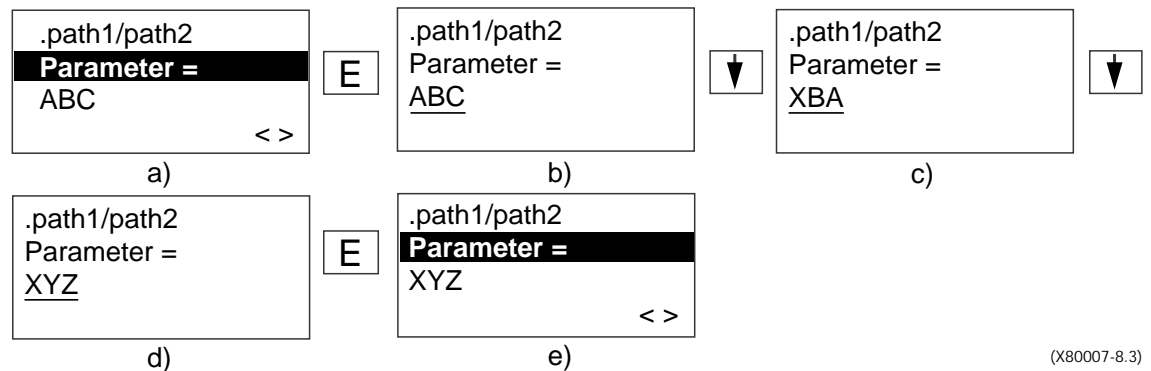 .path1/path2
Parameter =
ABC
< >
a)
E
.path1/path2
Parameter =
ABC
b)
.path1/path2
Parameter =
XBA
c)
.path1/path2
Parameter =
XYZ
d)
E
.path1/path2
Parameter =
XYZ
< >
e)
(X80007-8.3)